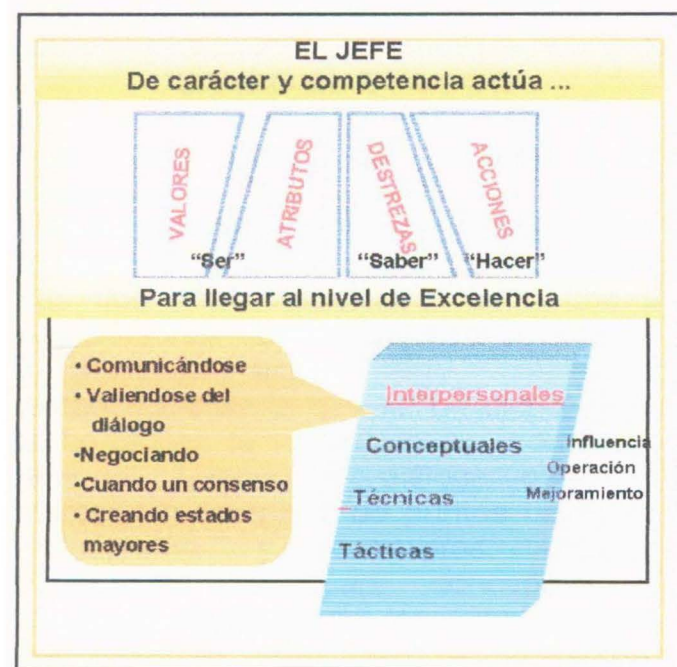 EL JEFE
De carácter y competencia actúa ...
VALORES
ATRIBUTOS
DESTREZAS
ACCIONES
“Ser”
“Saber”
“Hacer”
Para llegar al nivel de Excelencia
• Comunicándose
• Valiendose del
diálogo
•Negociando
•Cuando un consenso
• Creando estados
mayores
Interpersonales
Conceptuales
Técnicas
Tácticas
Influencia
Operación
Mejoramiento